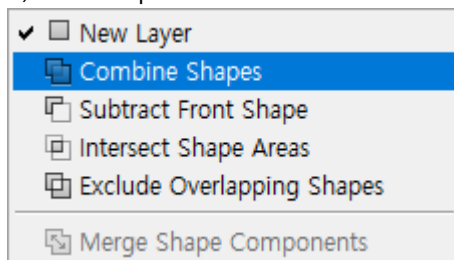 New Layer
Combine Shapes
Subtract Front Shape
Intersect Shape Areas
Exclude Overlapping Shapes
Merge Shape Components